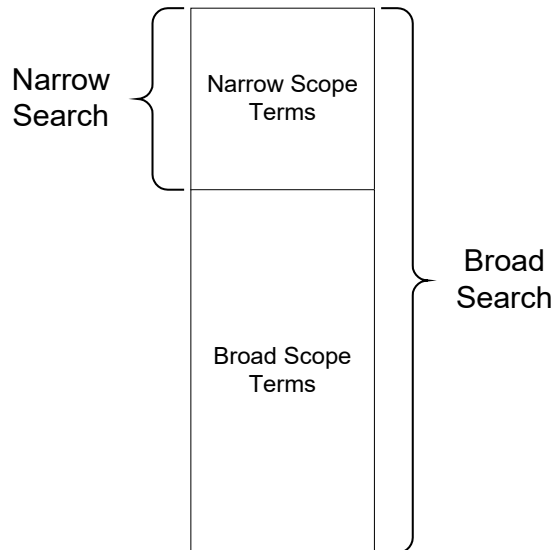 Narrow
Search
Narrow Scope
Terms
Broad
Search
Broad Scope
Terms